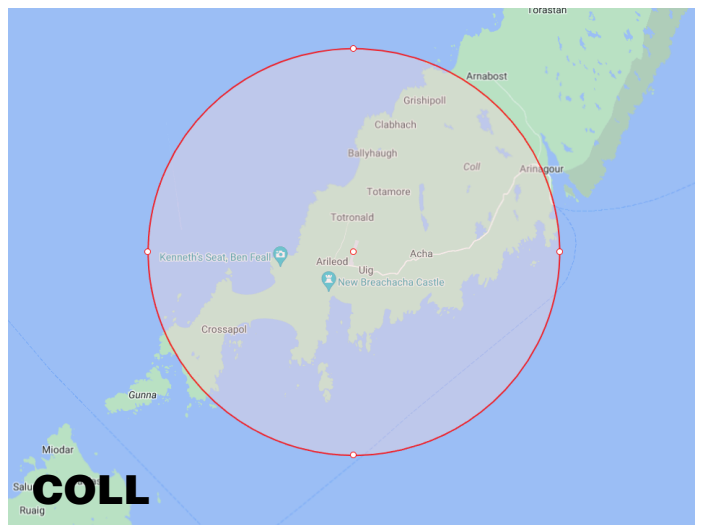 Torastan
Arnabost
Grishipoll
Clabhach
Ballyhaugh
Coll
Arinagour
Totamore
Totronald
Kenneth's Seat, Ben Feall
Acha
Arileod
Uig
New Breachacha Castle
Crossapol
Gunna
Miodar
COLL
Ruaig